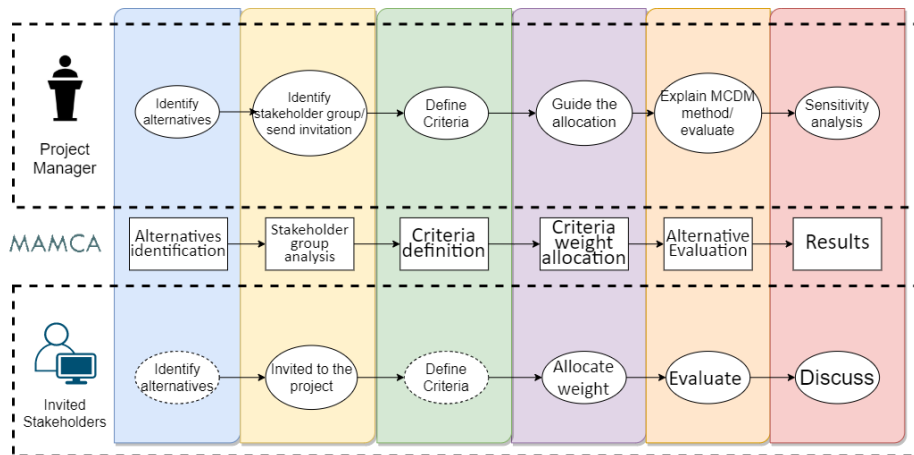 Identify
alternatives
Identify
stakeholder group/
send invitation
Define
Criteria
Guide the
allocation
Explain MCDM
method/
evaluate
Sensitivity
analysis
Project
Manager
MAMCA
Alternatives
identification
Stakeholder
group
analysis
Criteria
definition
Criteria
weight
allocation
Alternative
Evaluation
Results
Identify
alternatives
Invited to the
project
Define
Criteria
Allocate
weight
Evaluate
Discuss
Invited
Stakeholders